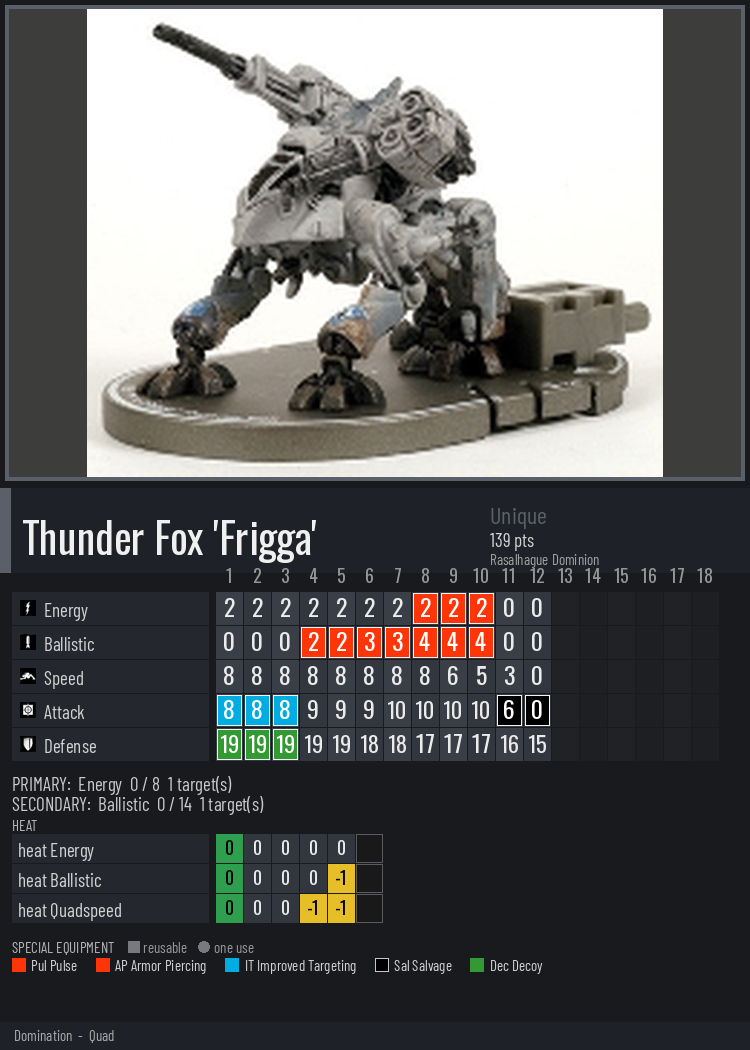 Thunder Fox 'Frigga'
Unique
139 pts
Rasalhague Dominion
1 2 3 4 5 6 7 8 9 10 11 12 13 14 15 16 17 18
Energy 2 2 2 2 2 2 2 2 2 2 0 0
Ballistic 0 0 0 2 2 3 3 4 4 4 0 0
Speed 8 8 8 8 8 8 8 8 6 5 3 0
Attack 8 8 8 9 9 9 10 10 10 10 6 0
Defense 19 19 19 19 19 18 18 17 17 17 16 15
PRIMARY: Energy 0 / 8 1 target(s)
SECONDARY: Ballistic 0 / 14 1 target(s)
HEAT
heat Energy 0 0 0 0 0
heat Ballistic 0 0 0 0 -1
heat Quadspeed 0 0 0 -1 -1
SPECIAL EQUIPMENT reusable one use
Pul Pulse AP Armor Piercing IT Improved Targeting Sal Salvage Dec Decoy
Domination - Quad